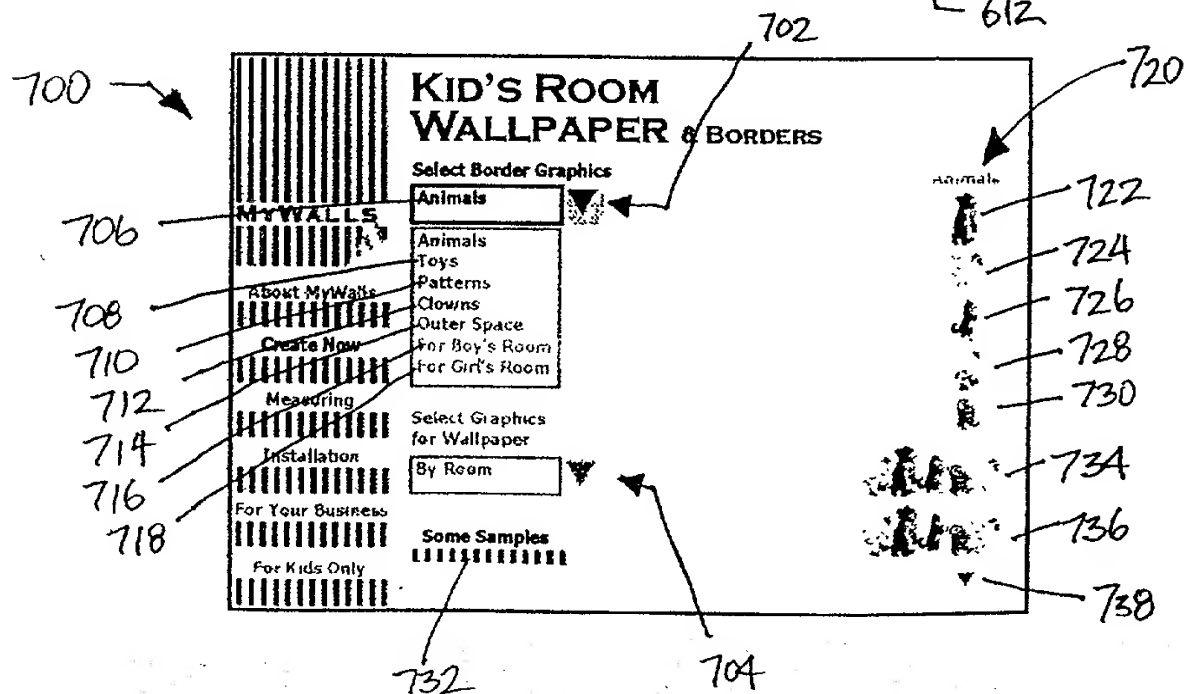 612
702
720
700
KID'S ROOM
WALLPAPER & BORDERS
Select Border Graphics
Animals
Animals
722
706
MYWALLS
Animals
Toys
Patterns
Clowns
Outer Space
For Boy's Room
For Girl's Room
724
726
728
730
708
710
712
714
716
718
About MyWalls
Create Now
Measuring
Installation
For Your Business
For Kids Only
Select Graphics
for Wallpaper
By Room
Some Samples
734
736
738
732
704